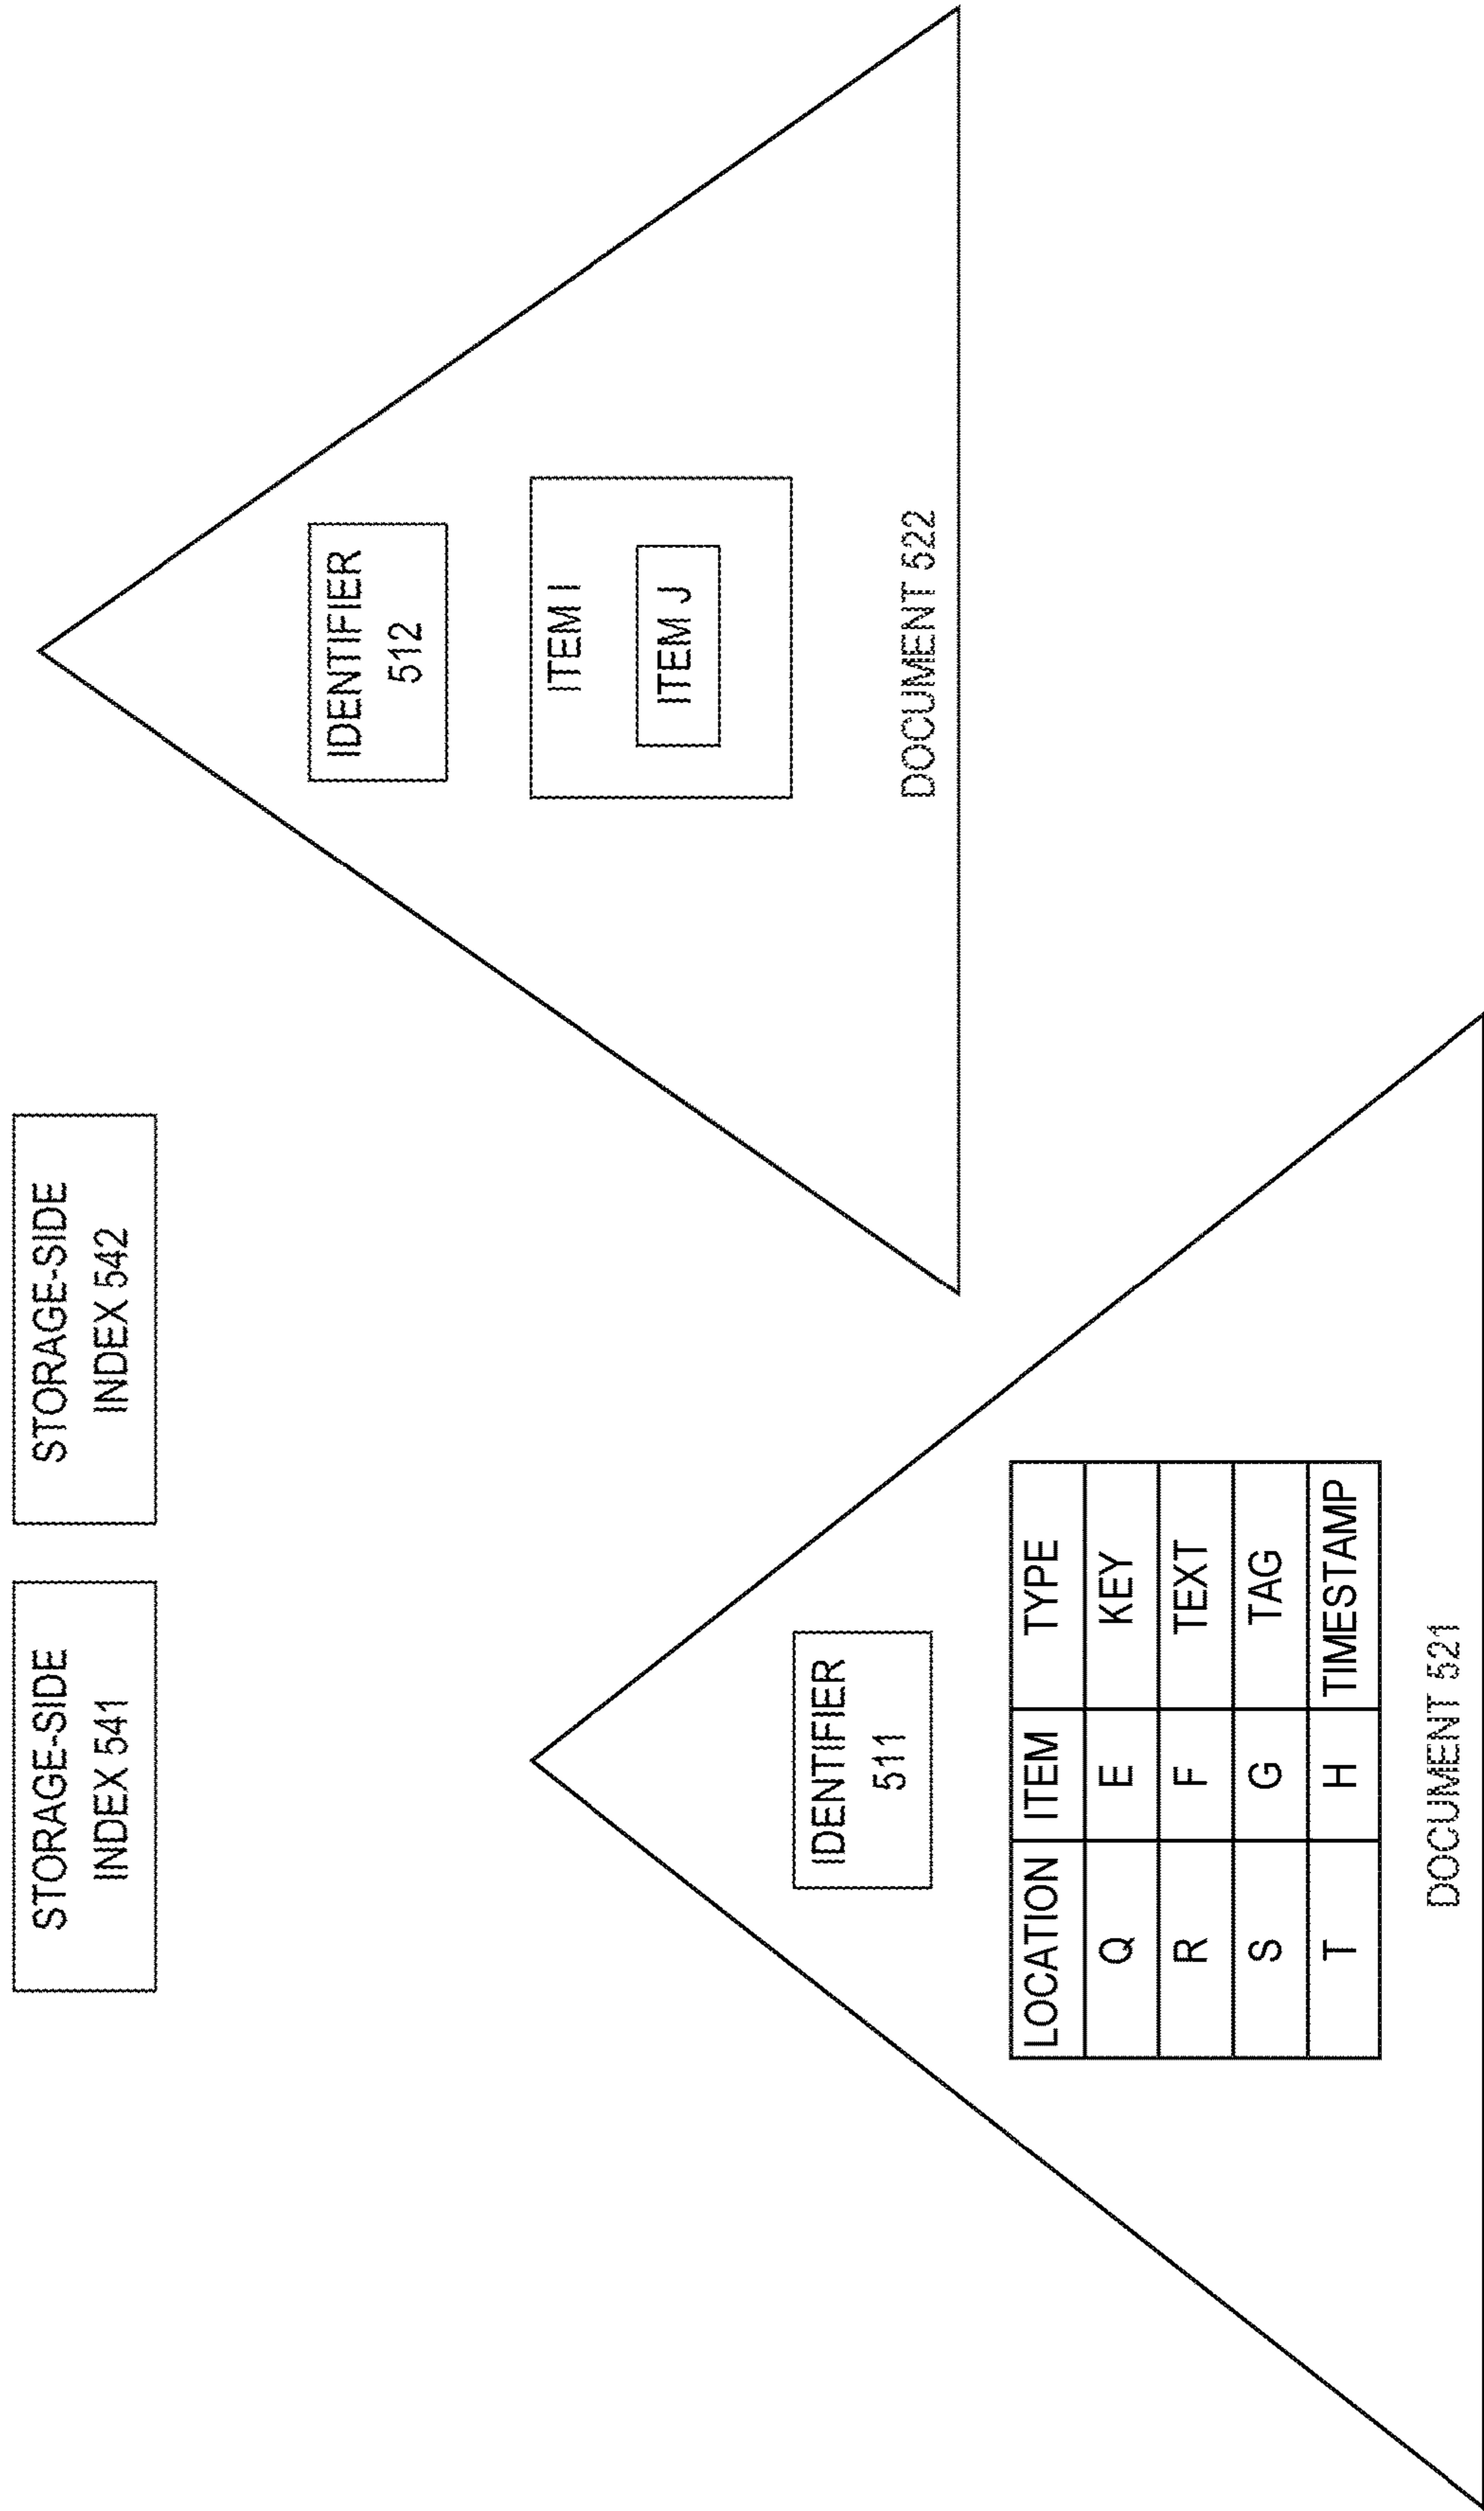 STORAGE-SIDE
INDEX 541
STORAGE-SIDE
INDEX 542
IDENTIFIER
512
ITEM I
ITEM J
DOCUMENT 522
IDENTIFIER
511
LOCATION ITEM TYPE
Q E KEY
R F TEXT
S G TAG
T H TIMESTAMP
DOCUMENT 521